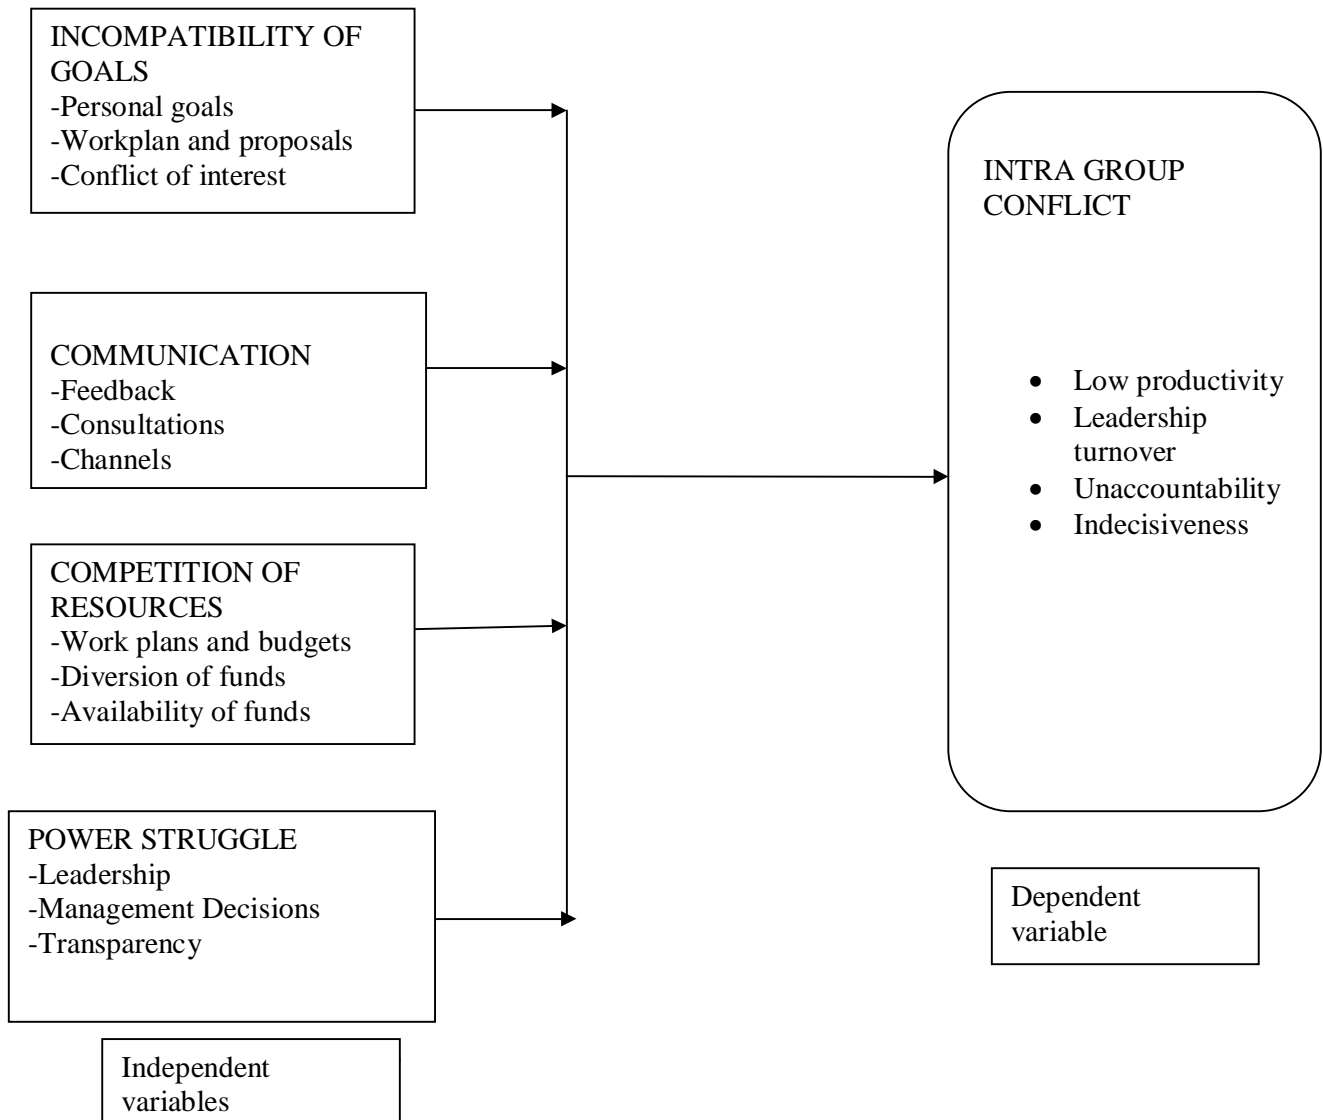 INCOMPATIBILITY OF
GOALS
-Personal goals
-Workplan and proposals
-Conflict of interest
COMMUNICATION
-Feedback
-Consultations
-Channels
COMPETITION OF
RESOURCES
-Work plans and budgets
-Diversion of funds
-Availability of funds
POWER STRUGGLE
-Leadership
-Management Decisions
-Transparency
Independent
variables
INTRA GROUP
CONFLICT
• Low productivity
• Leadership
turnover
• Unaccountability
• Indecisiveness
Dependent
variable